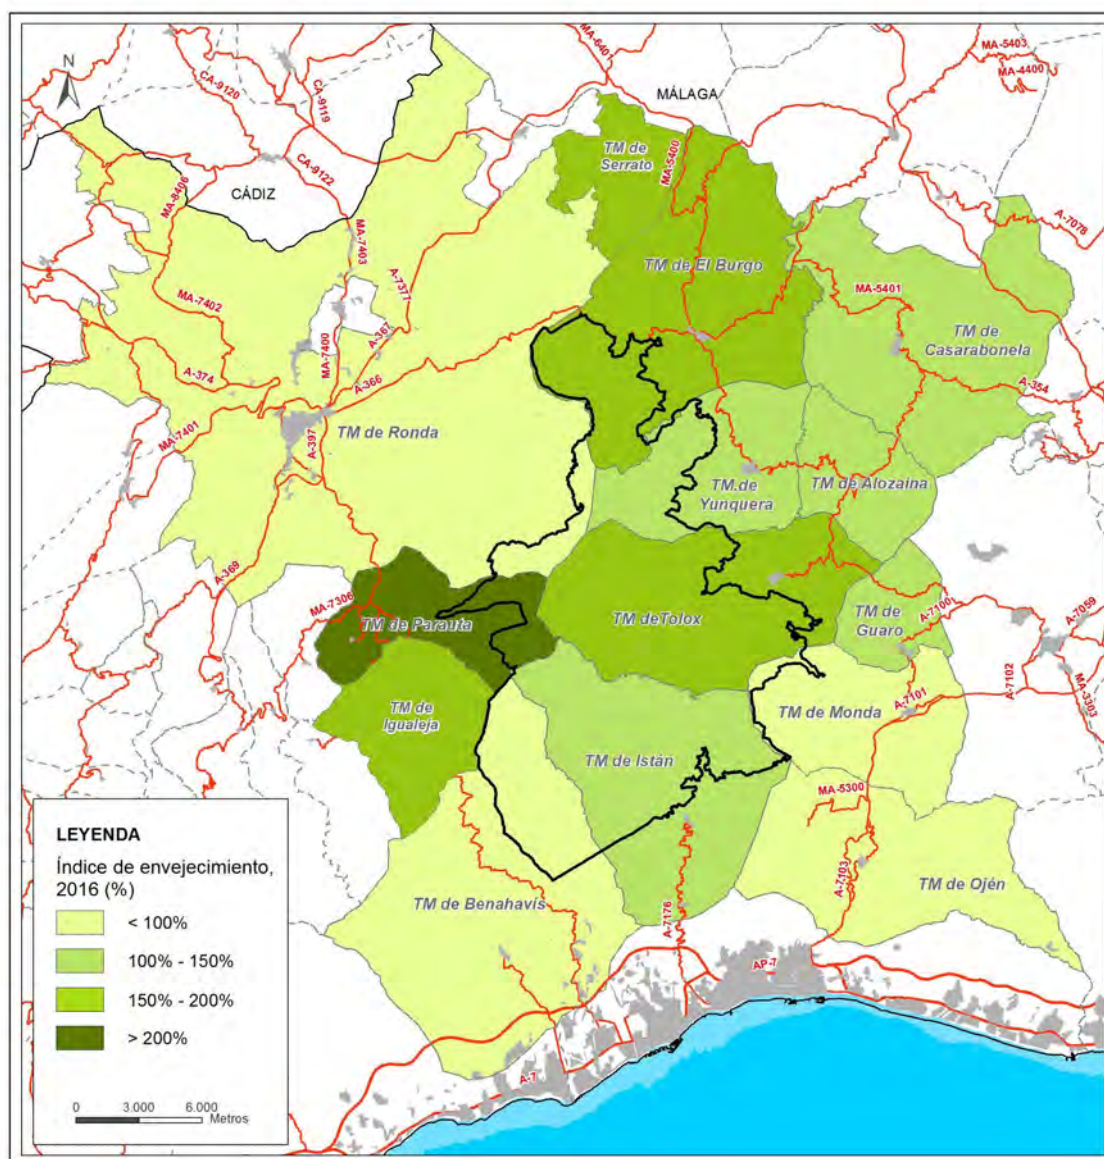 MA-6401
MA-5403
MA-4400
N
CA-9120
CA-9119
MÁLAGA
TM de
Serrato
MA-5400
CA-9122
MA-8406
CÁDIZ
A-7078
MA-7403
A-7377
TM de El Burgo
MA-5401
MA-7402
TM de
Casarabonela
A-367
MA-7400
A-374
A-366
A-354
MA-7401
A-397
TM de Ronda
TM de
Yunquera
TM de Alozaina
A-369
MA-7306
TM de Parauta
TM deTolox
TM de
Guaro
A-7100
A-7059
A-7102
MA-3303
TM de
Igualeja
A-7101
TM de Monda
TM de Istán
MA-5300
A-7103
TM de Ojén
TM de Benahavís
A-7176
AP-7
A-7
LEYENDA
Índice de envejecimiento,
2016 (%)
< 100%
100% - 150%
150% - 200%
> 200%
0 3.000 6.000
Metros